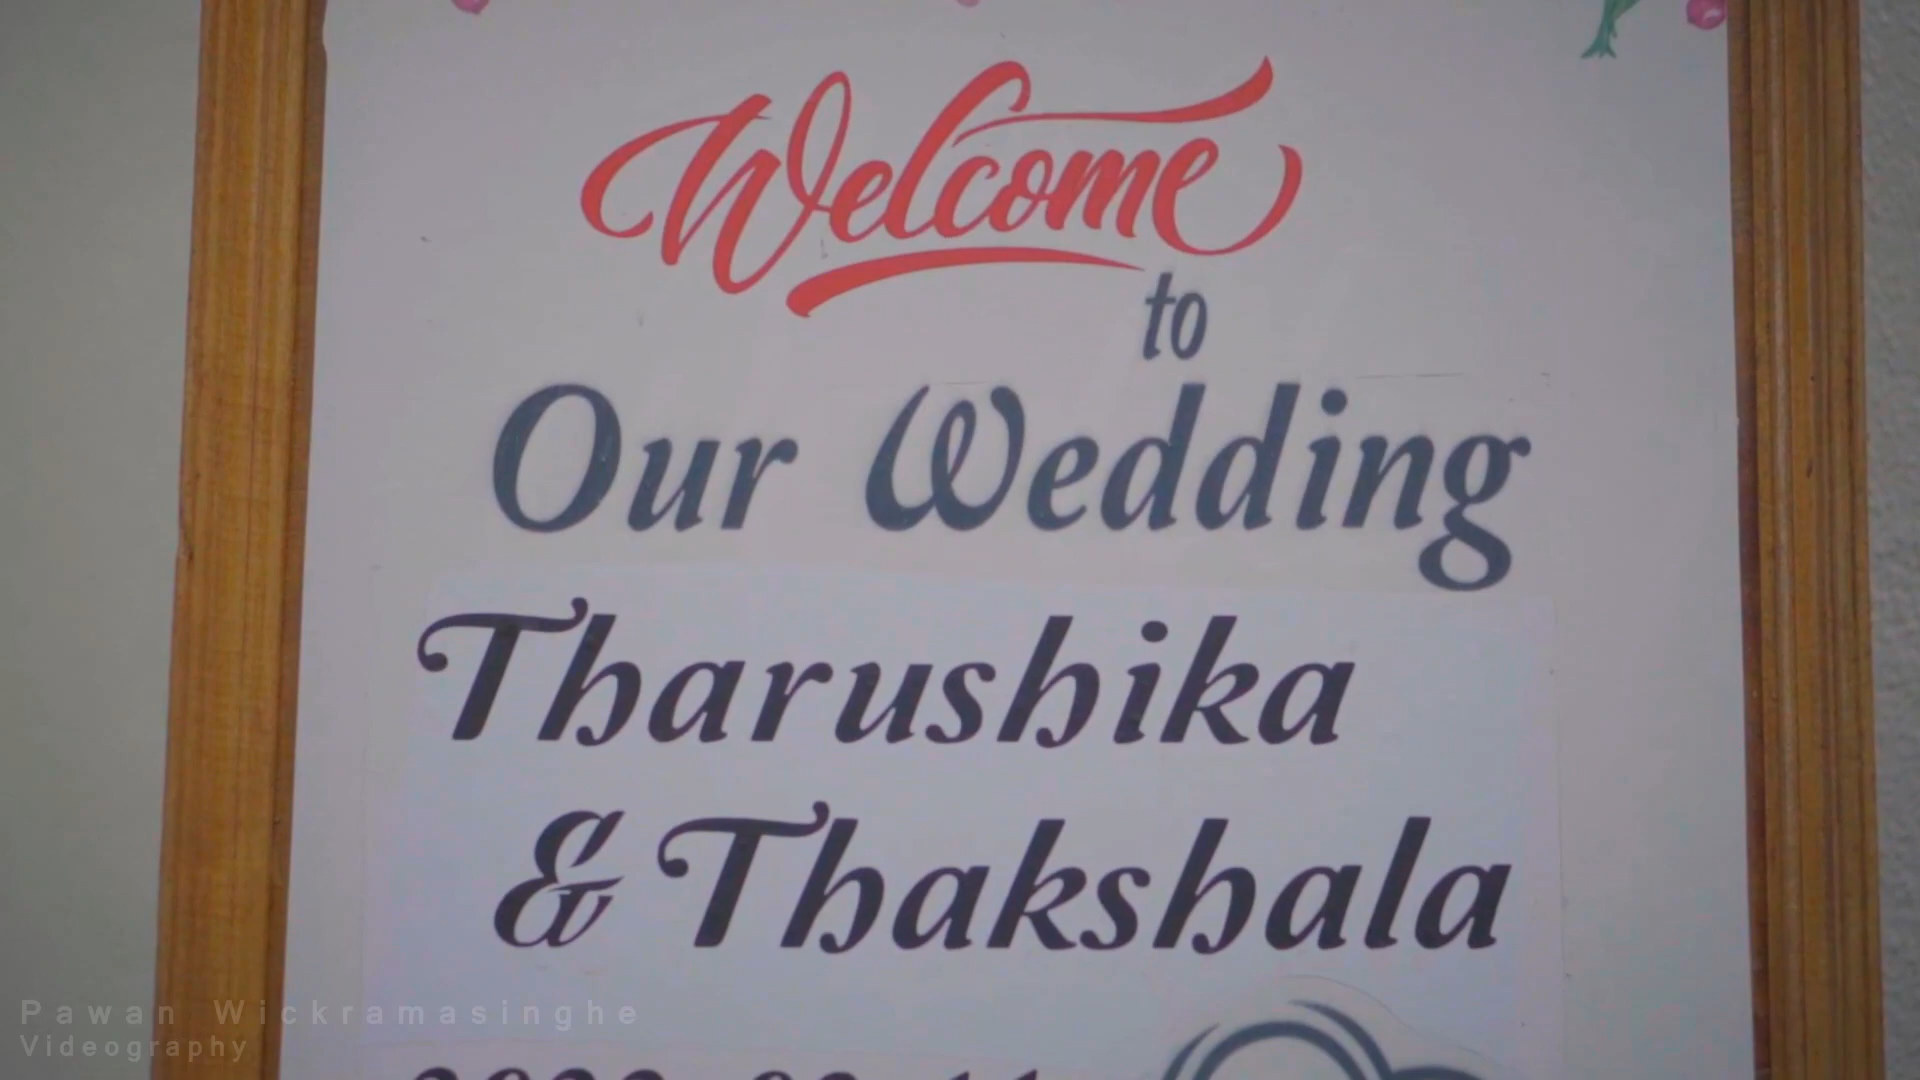 Welcome
to
Our Wedding
Tharushika
& Thakshala
Pawan Wickramasinghe
Videography